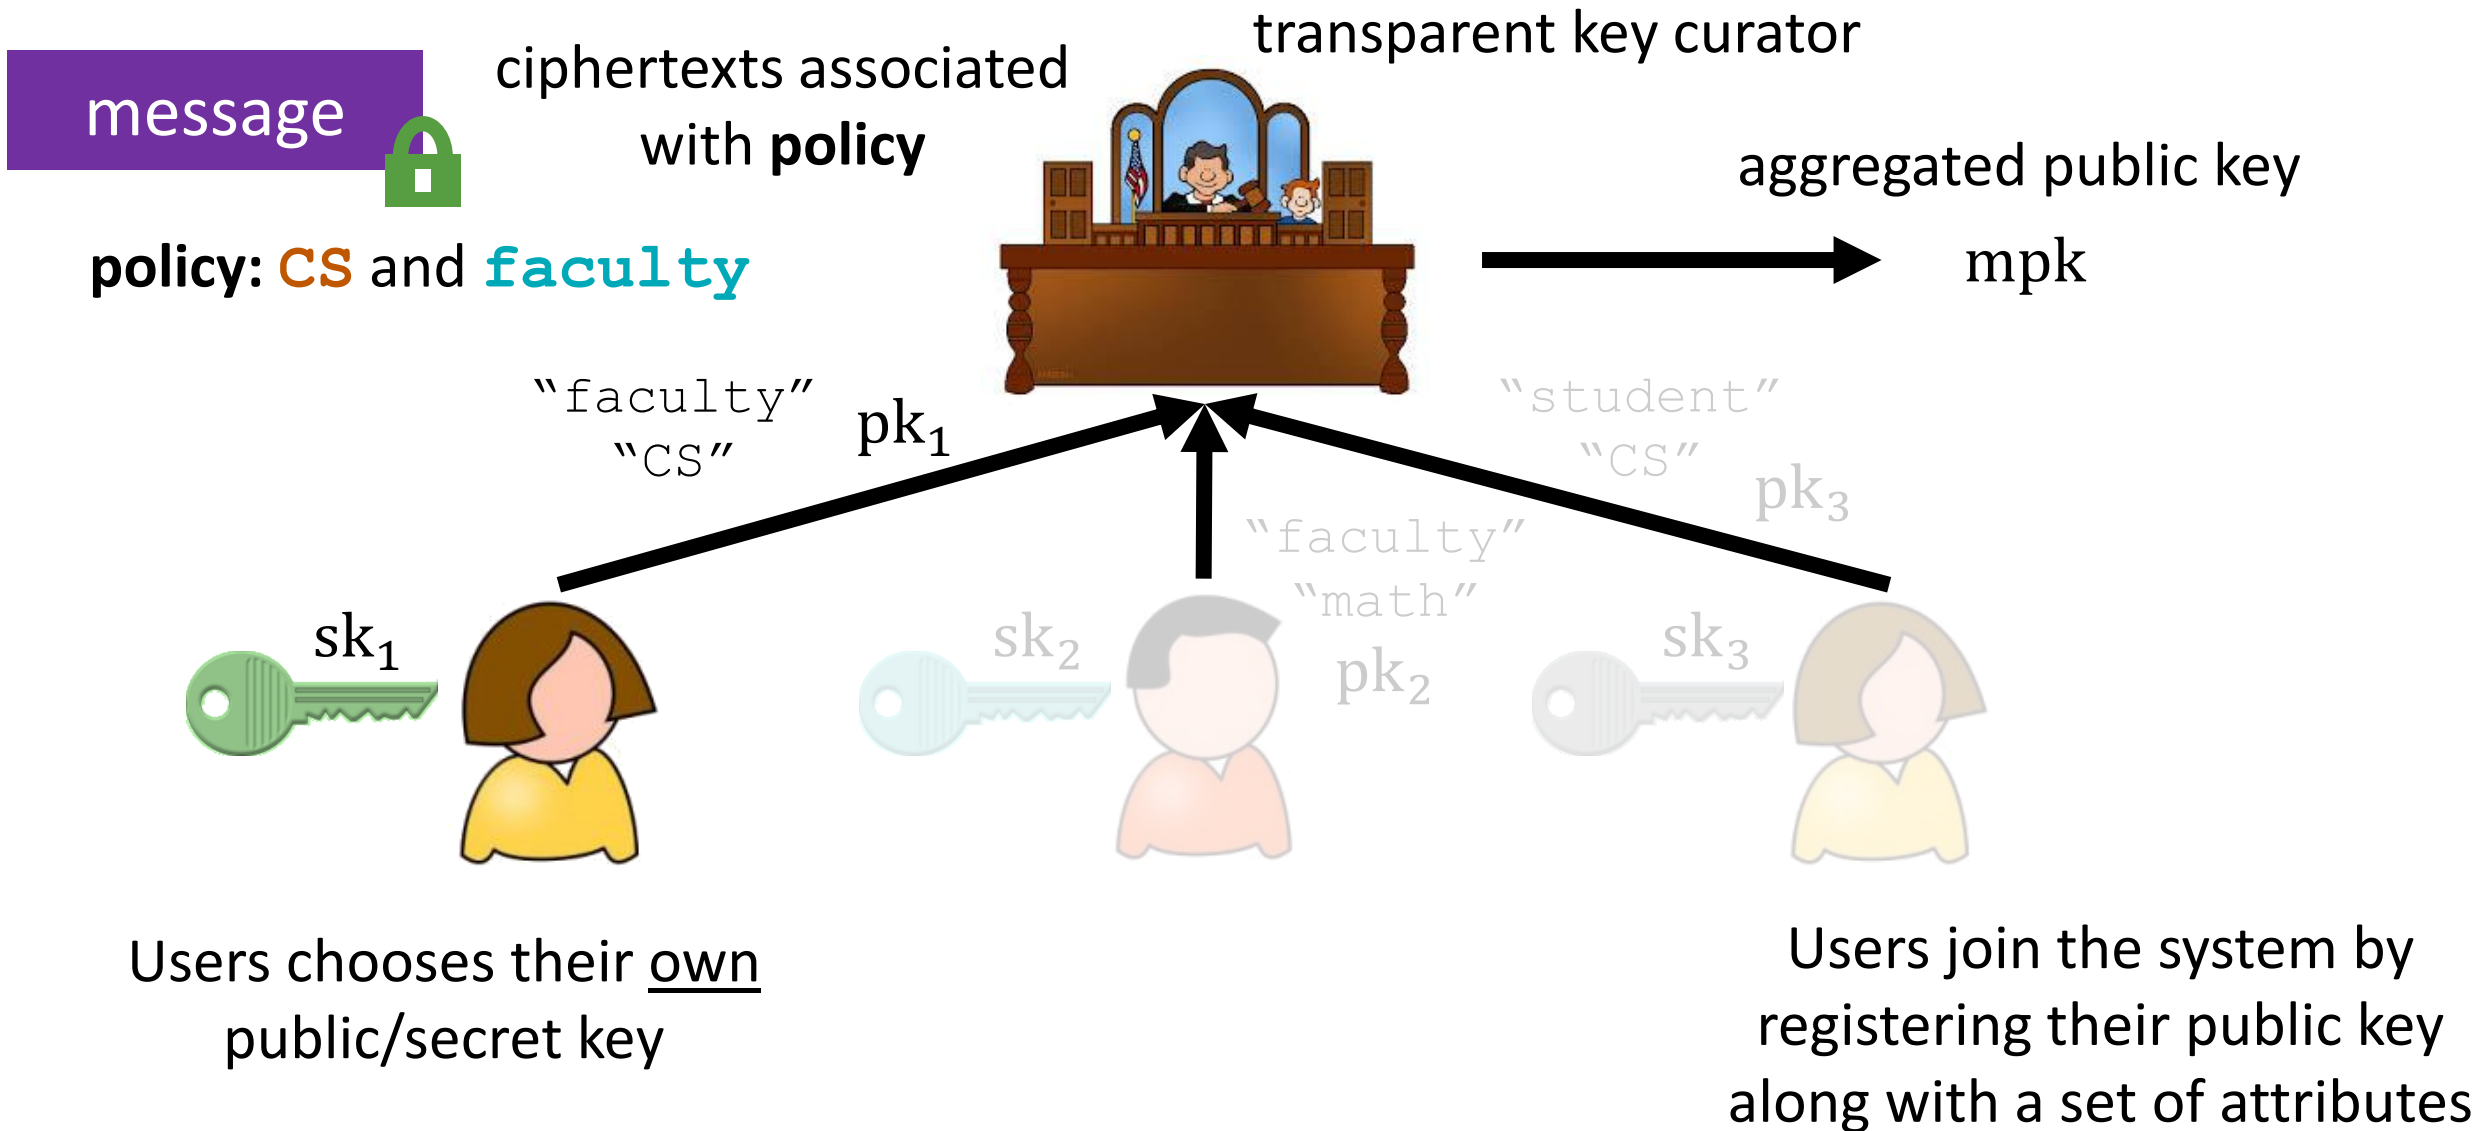 transparent key curator
message
ciphertexts associated
with policy
aggregated public key
policy: CS and faculty
mpk
“faculty”
“CS”
pk₁
“student”
“CS”
pk₃
“faculty”
“math”
pk₂
sk₁
sk₂
sk₃
Users chooses their own
public/secret key
Users join the system by
registering their public key
along with a set of attributes